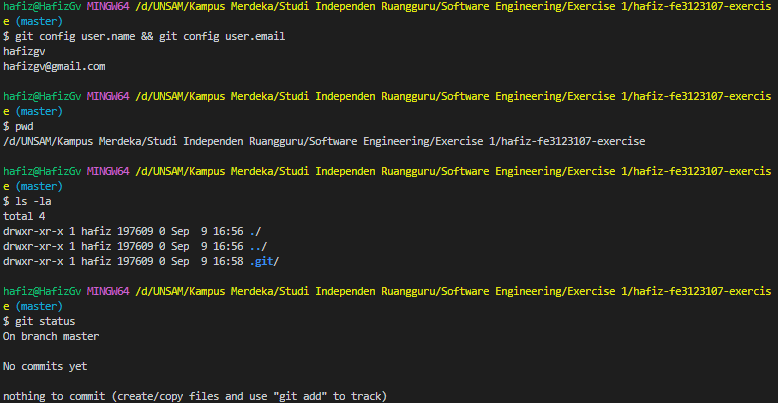 hafiz@HafizGv MINGW64 /d/UNSAM/Kampus Merdeka/Studi Independen Ruangguru/Software Engineering/Exercise 1/hafiz-fe3123107-exercis
e (master)
$ git config user.name && git config user.email
hafizgv
hafizgv@gmail.com
hafiz@HafizGv MINGW64 /d/UNSAM/Kampus Merdeka/Studi Independen Ruangguru/Software Engineering/Exercise 1/hafiz-fe3123107-exercis
e (master)
$ pwd
/d/UNSAM/Kampus Merdeka/Studi Independen Ruangguru/Software Engineering/Exercise 1/hafiz-fe3123107-exercise
hafiz@HafizGv MINGW64 /d/UNSAM/Kampus Merdeka/Studi Independen Ruangguru/Software Engineering/Exercise 1/hafiz-fe3123107-exercis
e (master)
$ ls -la
total 4
drwxr-xr-x 1 hafiz 197609 0 Sep  9 16:56 ./
drwxr-xr-x 1 hafiz 197609 0 Sep  9 16:56 ../
drwxr-xr-x 1 hafiz 197609 0 Sep  9 16:58 .git/
hafiz@HafizGv MINGW64 /d/UNSAM/Kampus Merdeka/Studi Independen Ruangguru/Software Engineering/Exercise 1/hafiz-fe3123107-exercis
e (master)
$ git status
On branch master
No commits yet
nothing to commit (create/copy files and use "git add" to track)